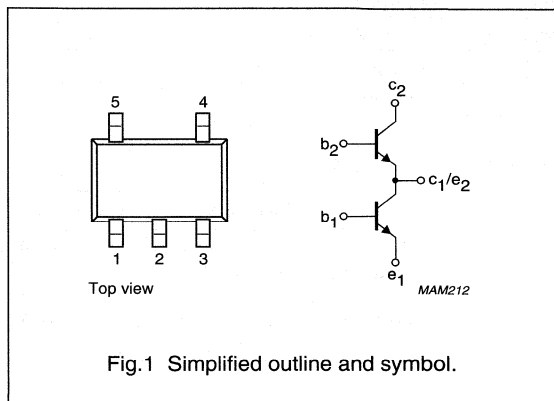 5 4
1 2 3
Top view
c2
b2
c1/e2
b1
e1
MAM212
Fig.1 Simplified outline and symbol.